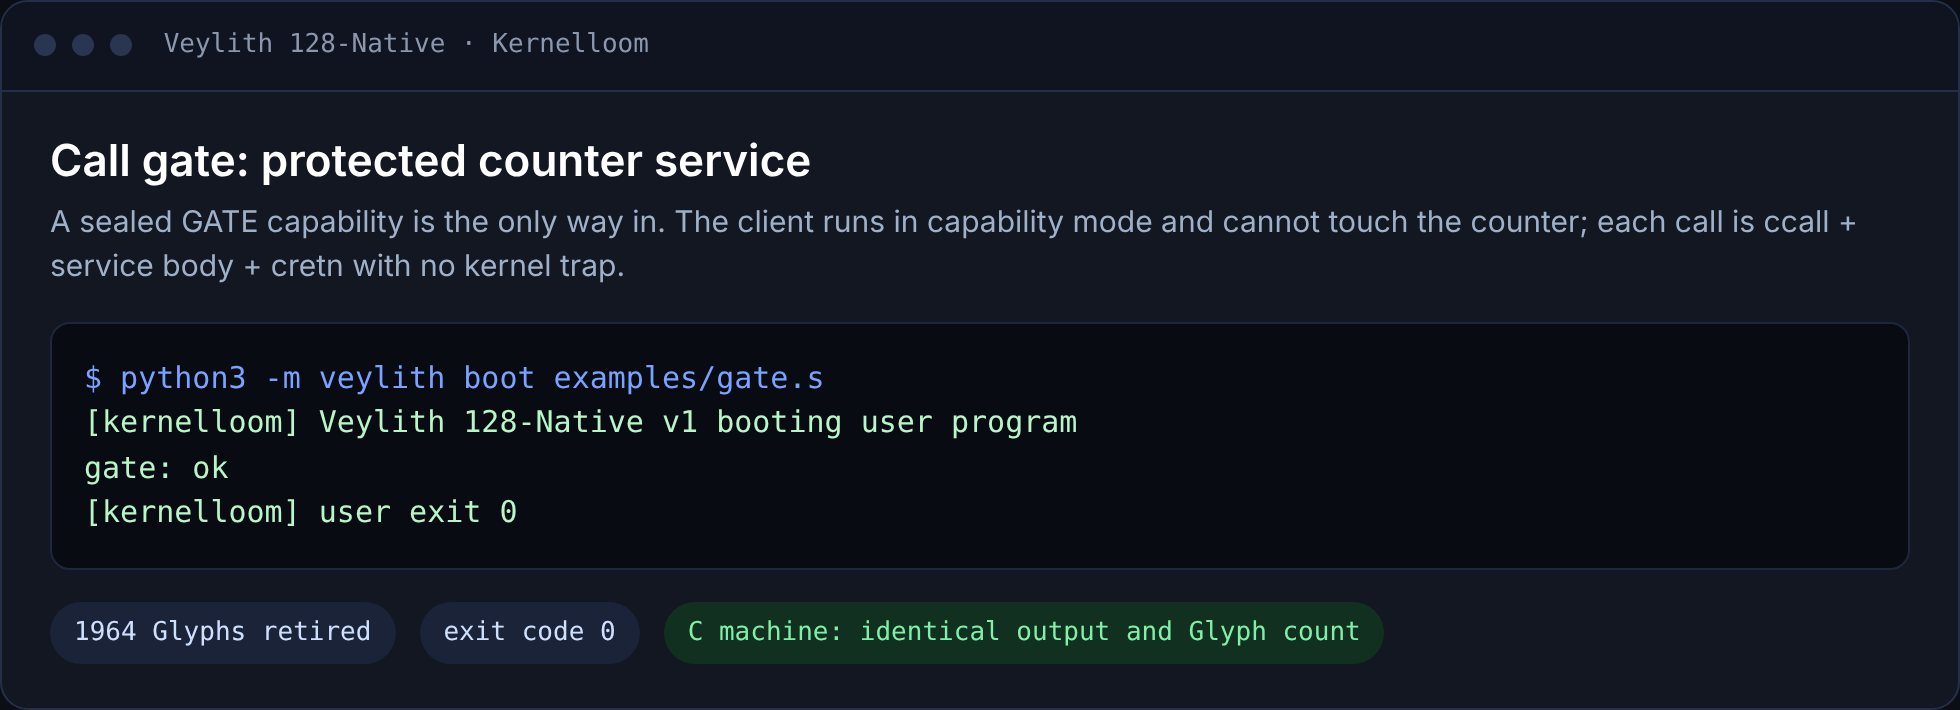 Veylith 128-Native · Kernelloom
Call gate: protected counter service
A sealed GATE capability is the only way in. The client runs in capability mode and cannot touch the counter; each call is ccall +
service body + cretn with no kernel trap.
$ python3 -m veylith boot examples/gate.s
[kernelloom] Veylith 128-Native v1 booting user program
gate: ok
[kernelloom] user exit 0
1964 Glyphs retired
exit code 0
C machine: identical output and Glyph count